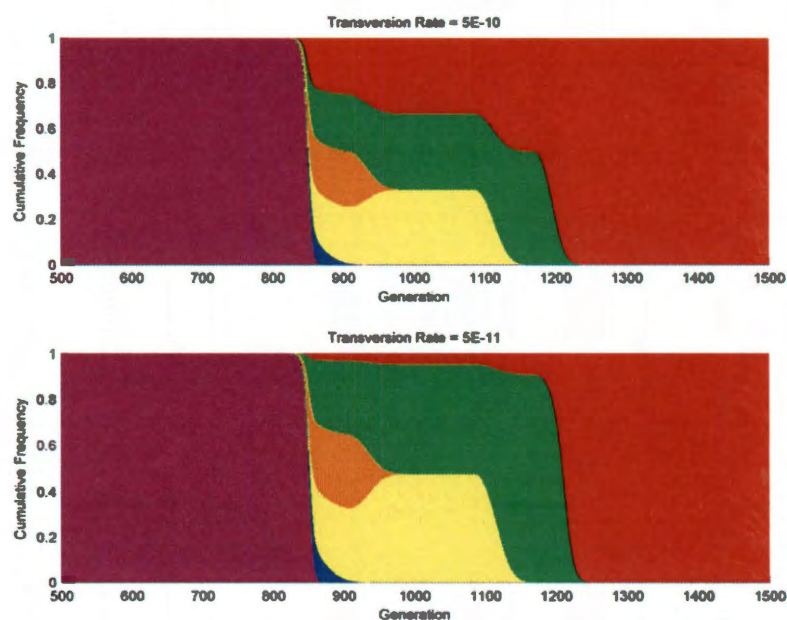 Transversion Rate = 5E-10
1
0.8
0.6
0.4
0.2
0
Cumulative Frequency
500 600 700 800 900 1000 1100 1200 1300 1400 1500
Generation
Transversion Rate = 5E-11
1
0.8
0.6
0.4
0.2
0
Cumulative Frequency
500 600 700 800 900 1000 1100 1200 1300 1400 1500
Generation